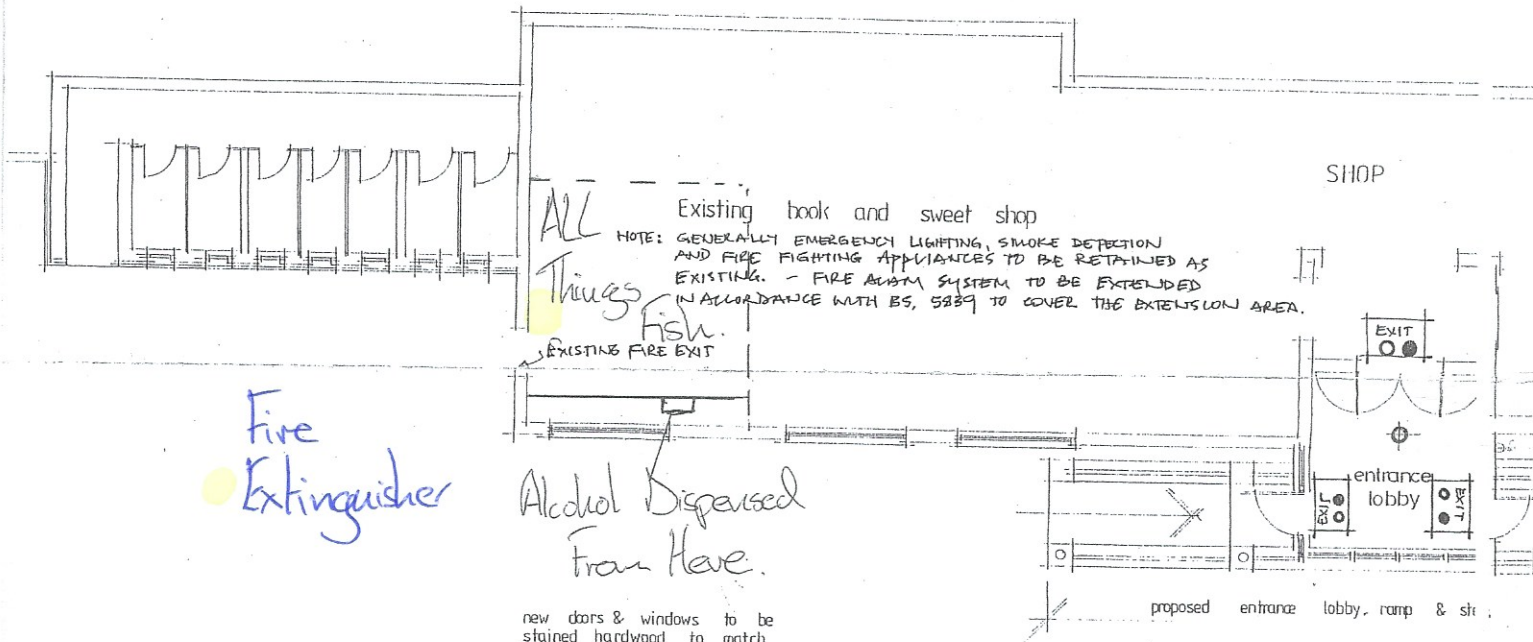 SHOP
Existing book and sweet shop
NOTE: GENERALLY EMERGENCY LIGHTING, SMOKE DETECTION
AND FIRE FIGHTING APPLIANCES TO BE RETAINED AS
EXISTING. - FIRE ALAM SYSTEM TO BE EXTENDED
IN ACCORDANCE WITH BS, 5839 TO COVER THE EXTENSION AREA.
ALL
Things
Fish.
EXISTING FIRE EXIT
EXIT
Fire
Extinguisher
Alcohol Dispensed
From Here.
entrance
lobby
EXIT
EXIT
new doors & windows to be
stained hardwood to match
proposed entrance lobby, ramp &